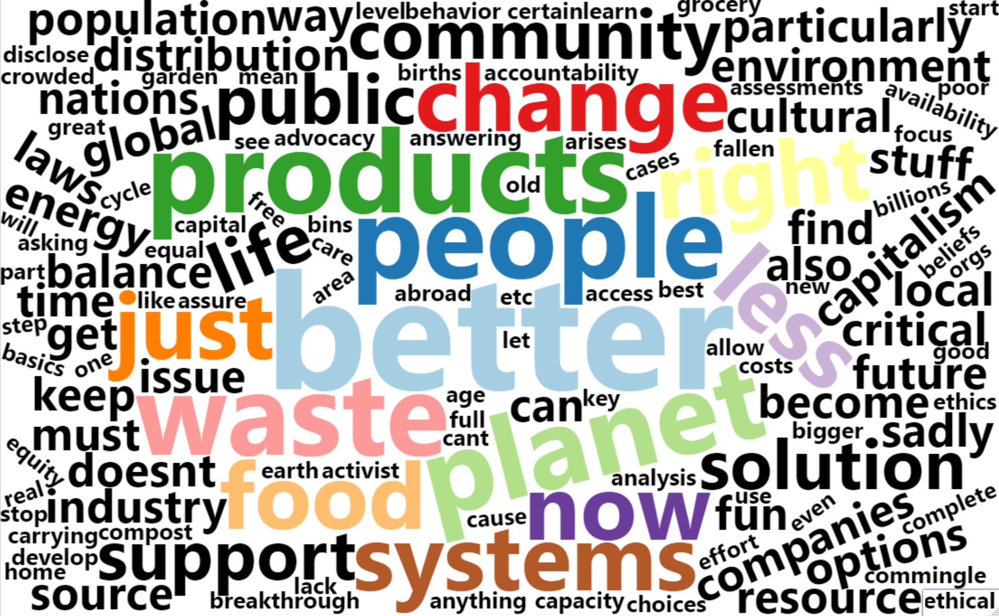 population way level behavior certain learn grocery start
community particularly
disclose distribution environment
crowded garden mean births accountability
nations public change assessments availability poor
great global cultural focus
see advocacy answering arises fallen
laws products cases right stuff
energy cycle free old billions
will capital life bins people find capitalism
asking equal care beliefs
part balance area also orgs
time like assure abroad etc access best less new local
step get just better let critical
basics one allow good
issue costs future
keep waste age can key planet become ethics
must full cant bigger sadly
equity doesnt earth activist solution
real food analysis
stop industry cause now fun use even companies complete
carrying compost
develop support systems effort options
home commingle
source lack
breakthrough anything capacity choices resource ethical